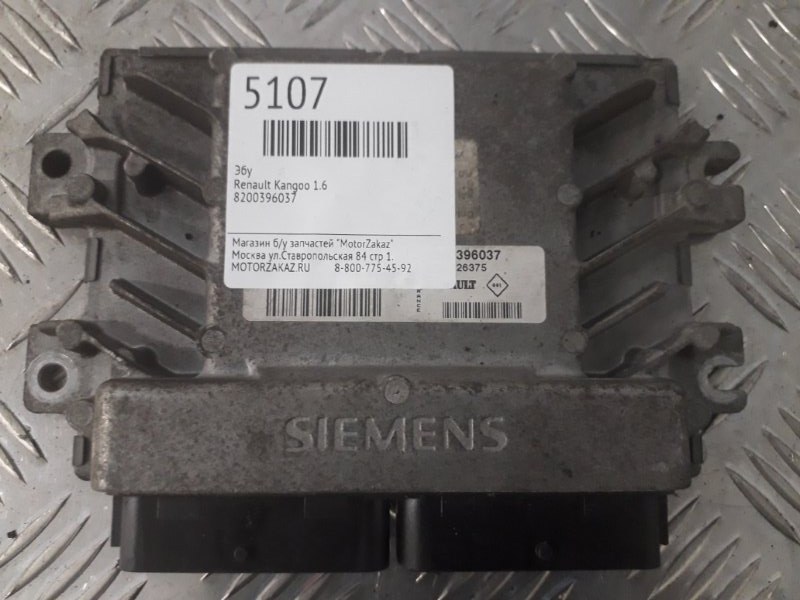 5107
Эбу
Renault Kangoo 1.6
8200396037
Магазин б/у запчастей "MotorZakaz"
Москва ул.Ставропольская 84 стр 1.
MOTORZAKAZ.RU 8-800-775-45-92
396037
26375
ULT
SIEMENS